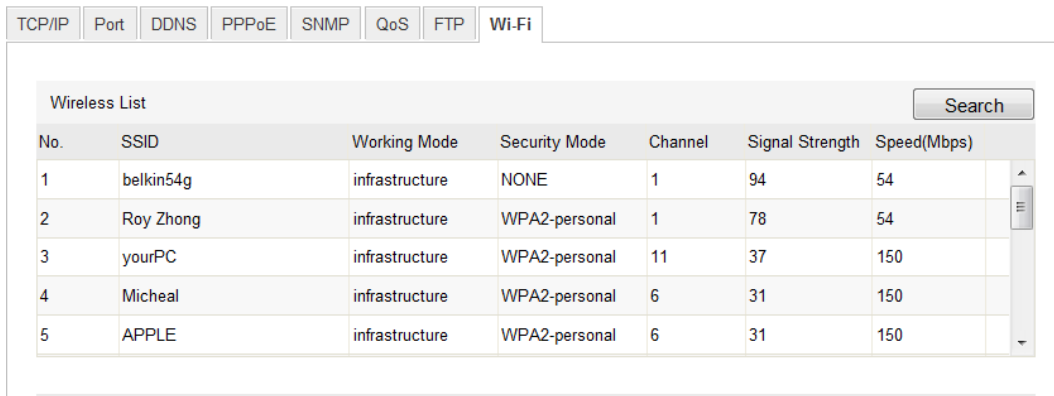 TCP/IP Port DDNS PPPoE SNMP QoS FTP Wi-Fi
Wireless List Search
No. SSID Working Mode Security Mode Channel Signal Strength Speed(Mbps)
1 belkin54g infrastructure NONE 1 94 54
2 Roy Zhong infrastructure WPA2-personal 1 78 54
3 yourPC infrastructure WPA2-personal 11 37 150
4 Micheal infrastructure WPA2-personal 6 31 150
5 APPLE infrastructure WPA2-personal 6 31 150